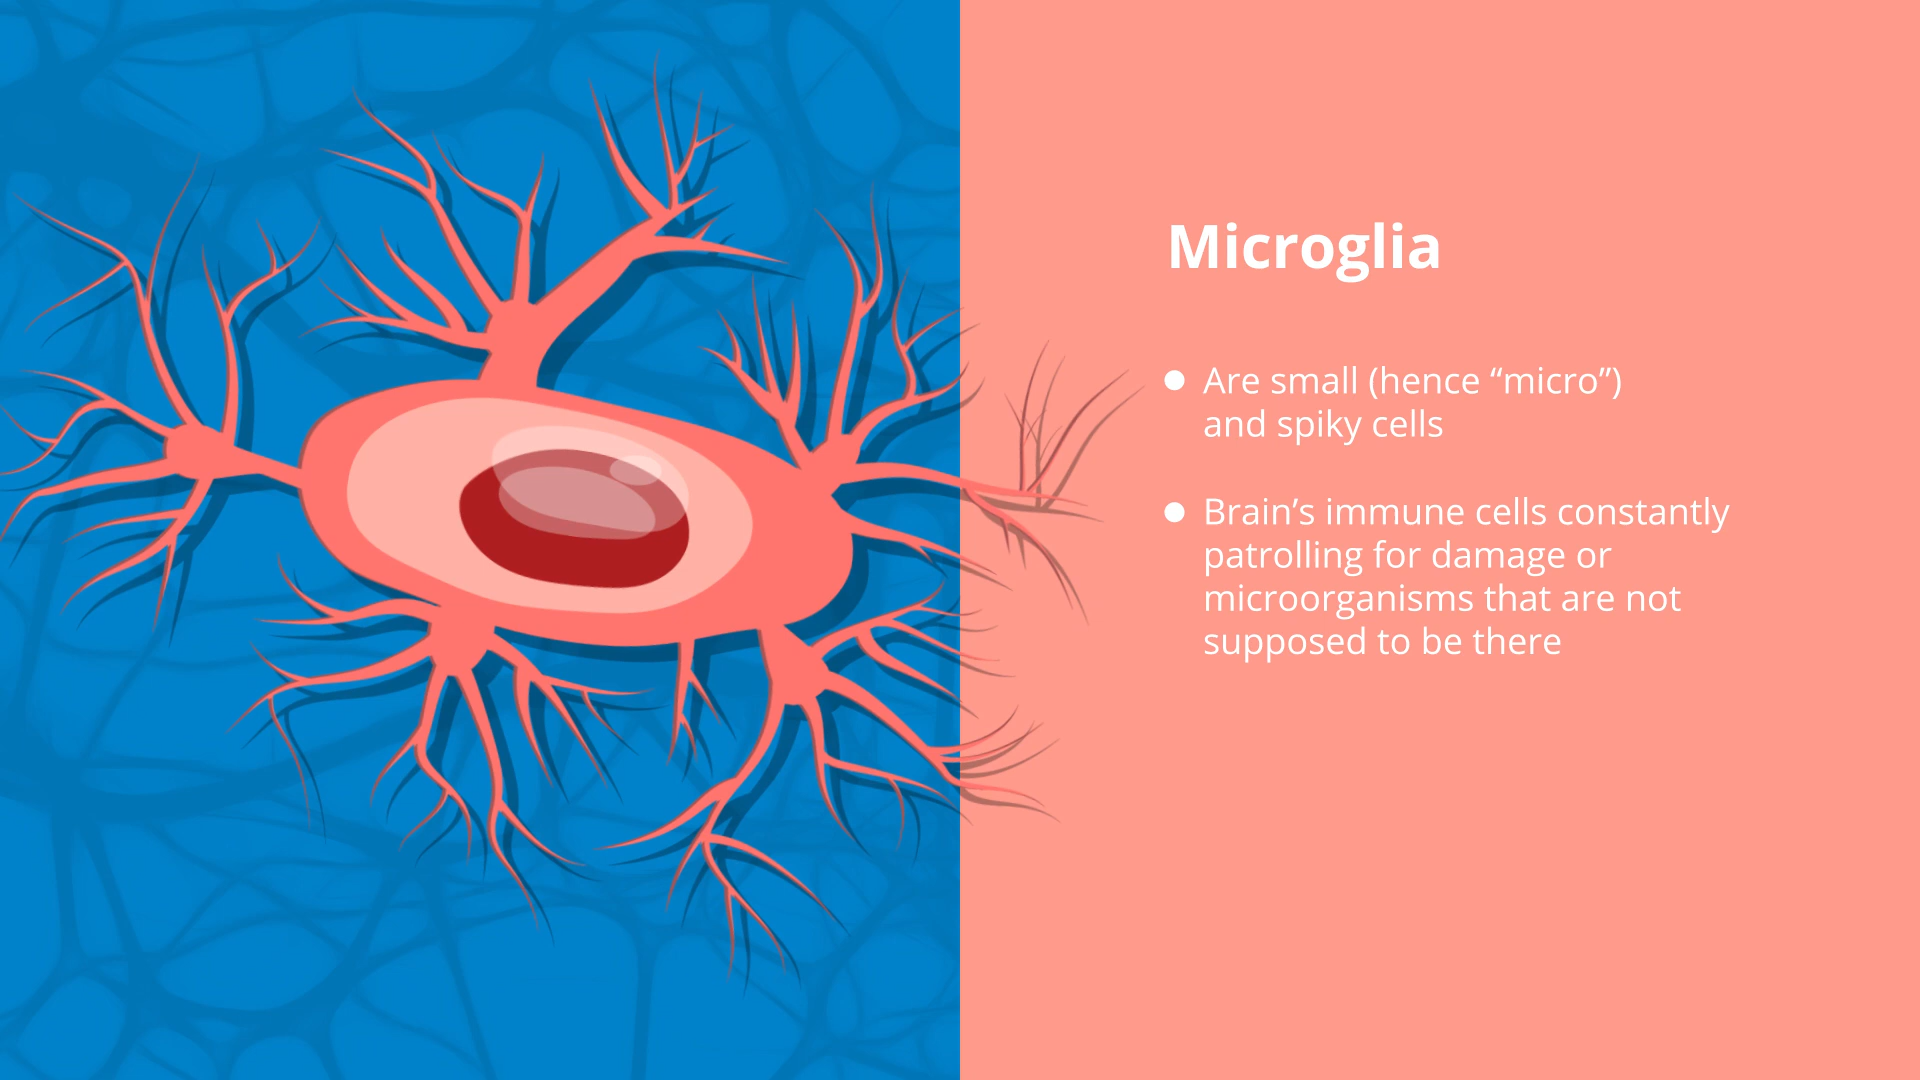 Microglia
● Are small (hence “micro”)
and spiky cells
● Brain’s immune cells constantly
patrolling for damage or
microorganisms that are not
supposed to be there